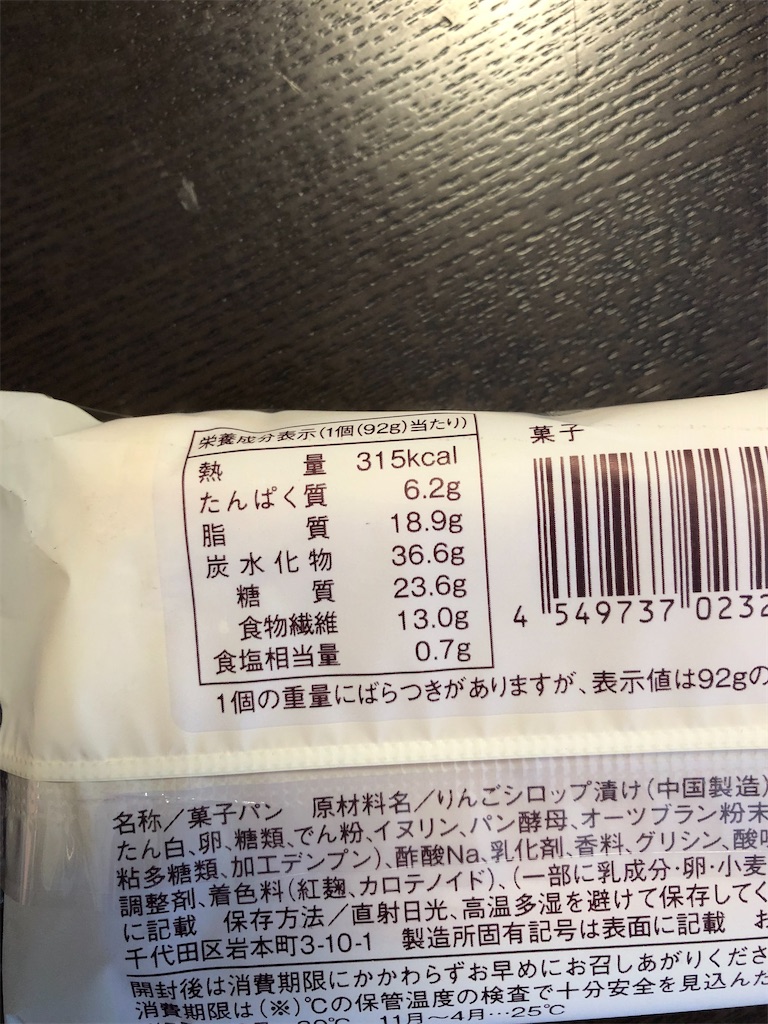 栄養成分表示(1個(92g)当たり)
熱量 315kcal
たんぱく質 6.2g
脂質 18.9g
炭水化物 36.6g
糖質 23.6g
食物繊維 13.0g
食塩相当量 0.7g
菓子
4 549737 0232
1個の重量にばらつきがありますが、表示値は92gの
名称/菓子パン 原材料名/りんごシロップ漬け(中国製造)
たん白、卵、糖類、でん粉、イヌリン、パン酵母、オーツブラン粉末
粘多糖類、加工デンプン)、酢酸Na、乳化剤、香料、グリシン、酸味
調整剤、着色料(紅麹、カロテノイド)、(一部に乳成分・卵・小麦
に記載 保存方法/直射日光、高温多湿を避けて保存してく
千代田区岩本町3-10-1 製造所固有記号は表面に記載 お
開封後は消費期限にかかわらずお早めにお召しあがりくださ
消費期限は(※)℃の保管温度の検査で十分安全を見込んだ
11月〜4月…25℃